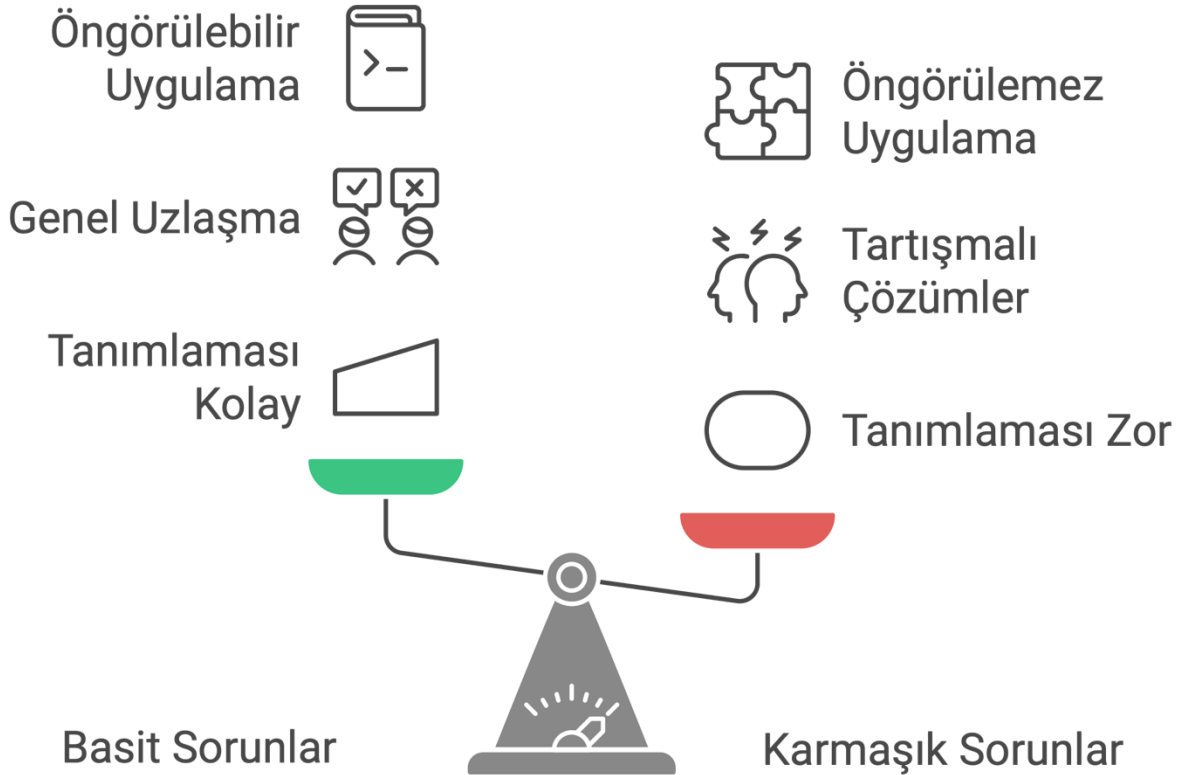 Öngörülebilir
Uygulama
Genel Uzlaşma
Tanımlaması
Kolay
Öngörülemez
Uygulama
Tartışmalı
Çözümler
Tanımlaması Zor
Basit Sorunlar
Karmaşık Sorunlar